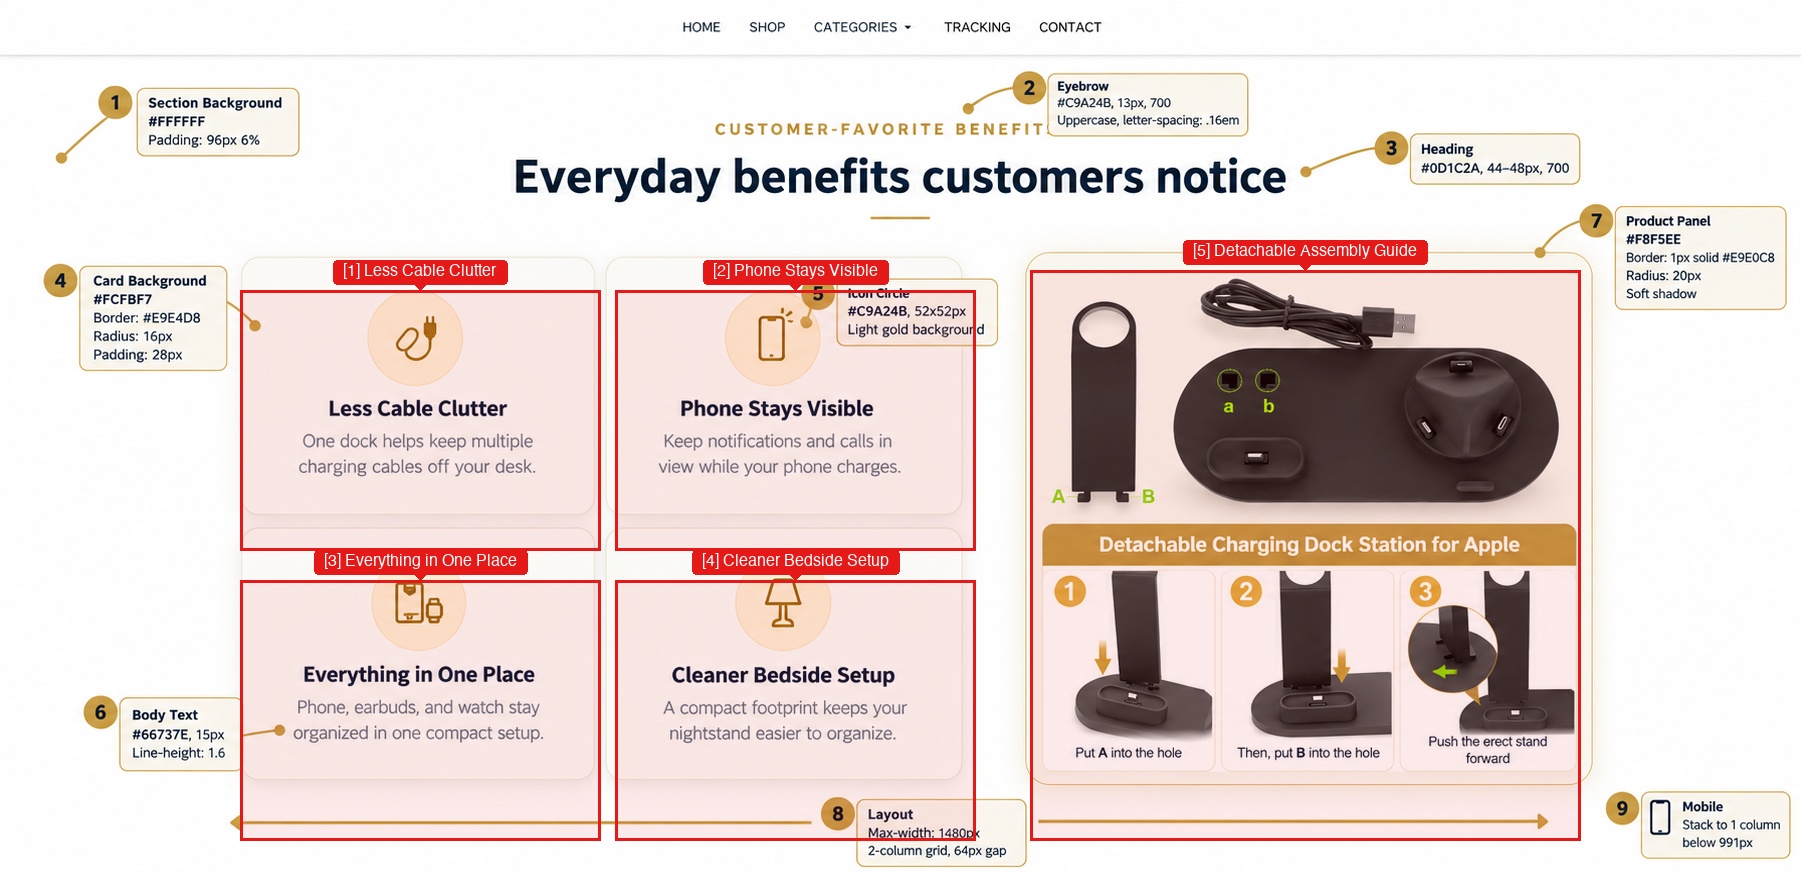 HOME SHOP CATEGORIES TRACKING CONTACT
1
Section Background
#FFFFFF
Padding: 96px 6%
2
Eyebrow
#C9A24B, 13px, 700
Uppercase, letter-spacing: .16em
CUSTOMER-FAVORITE BENEFITS
3
Heading
#0D1C2A, 44–48px, 700
Everyday benefits customers notice
7
Product Panel
#F8F5EE
Border: 1px solid #E9E0C8
Radius: 20px
Soft shadow
4
Card Background
#FCFBF7
Border: #E9E4D8
Radius: 16px
Padding: 28px
[1] Less Cable Clutter
Less Cable Clutter
One dock helps keep multiple
charging cables off your desk.
[2] Phone Stays Visible
5
Icon Circle
#C9A24B, 52x52px
Light gold background
Phone Stays Visible
Keep notifications and calls in
view while your phone charges.
[3] Everything in One Place
Everything in One Place
Phone, earbuds, and watch stay
organized in one compact setup.
[4] Cleaner Bedside Setup
Cleaner Bedside Setup
A compact footprint keeps your
nightstand easier to organize.
6
Body Text
#66737E, 15px
Line-height: 1.6
[5] Detachable Assembly Guide
a b
A B
Detachable Charging Dock Station for Apple
1
Put A into the hole
2
Then, put B into the hole
3
Push the erect stand
forward
8
Layout
Max-width: 1480px
2-column grid, 64px gap
9
Mobile
Stack to 1 column
below 991px